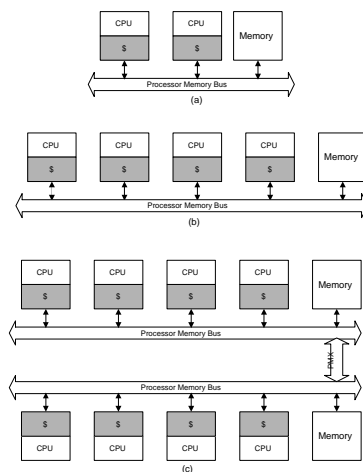 CPU CPU Memory
$ $
Processor Memory Bus
(a)
CPU CPU CPU CPU Memory
$ $ $ $
Processor Memory Bus
(b)
CPU CPU CPU CPU Memory
$ $ $ $
Processor Memory Bus
PMX
Processor Memory Bus
$ $ $ $ Memory
CPU CPU CPU CPU
(c)